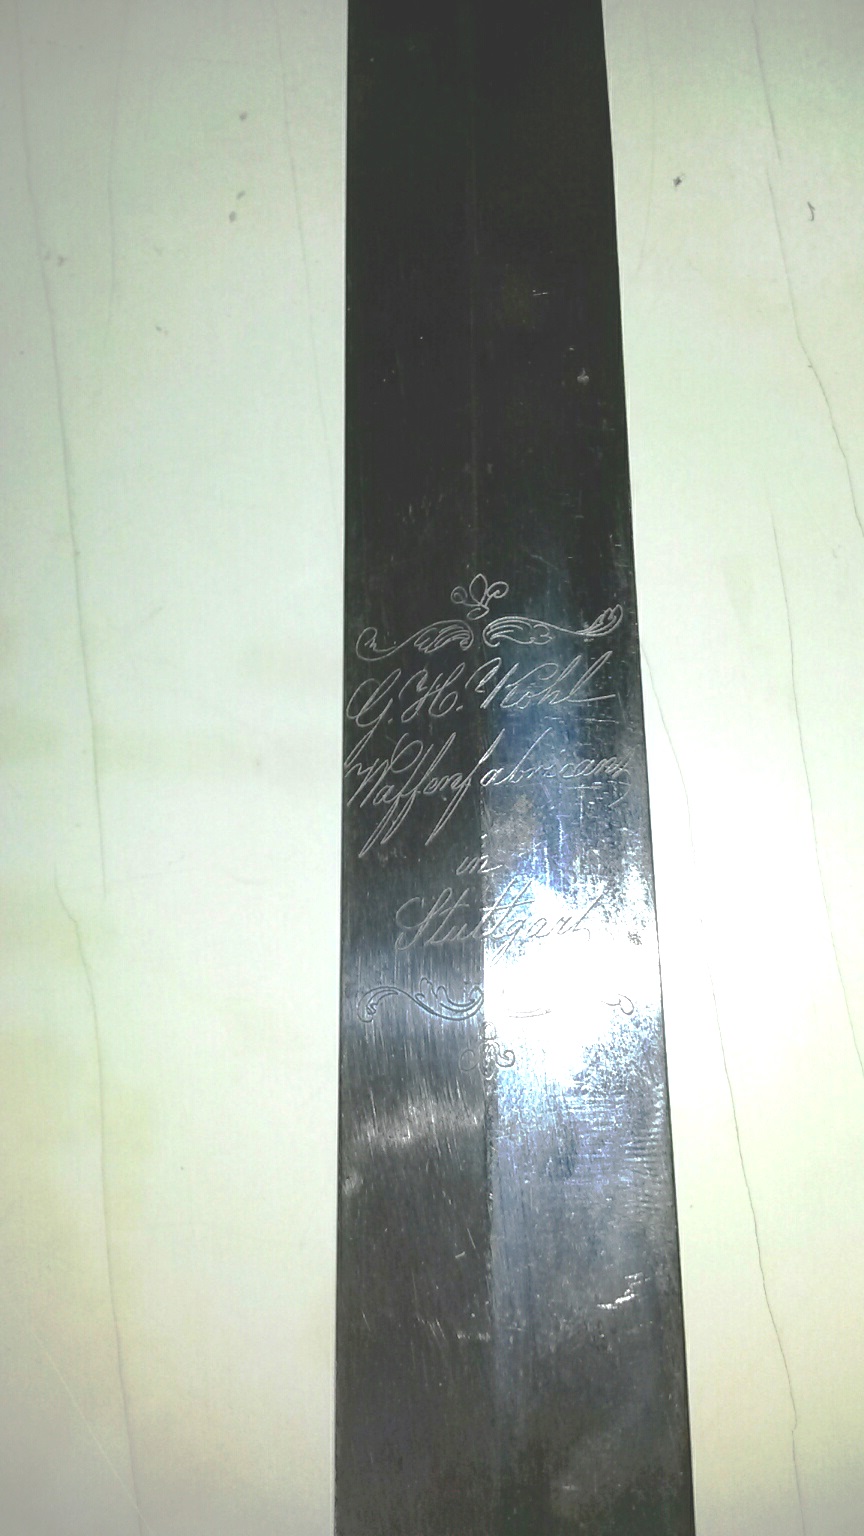 G. H. Kohl
Waffenfabricant
in
Stuttgart